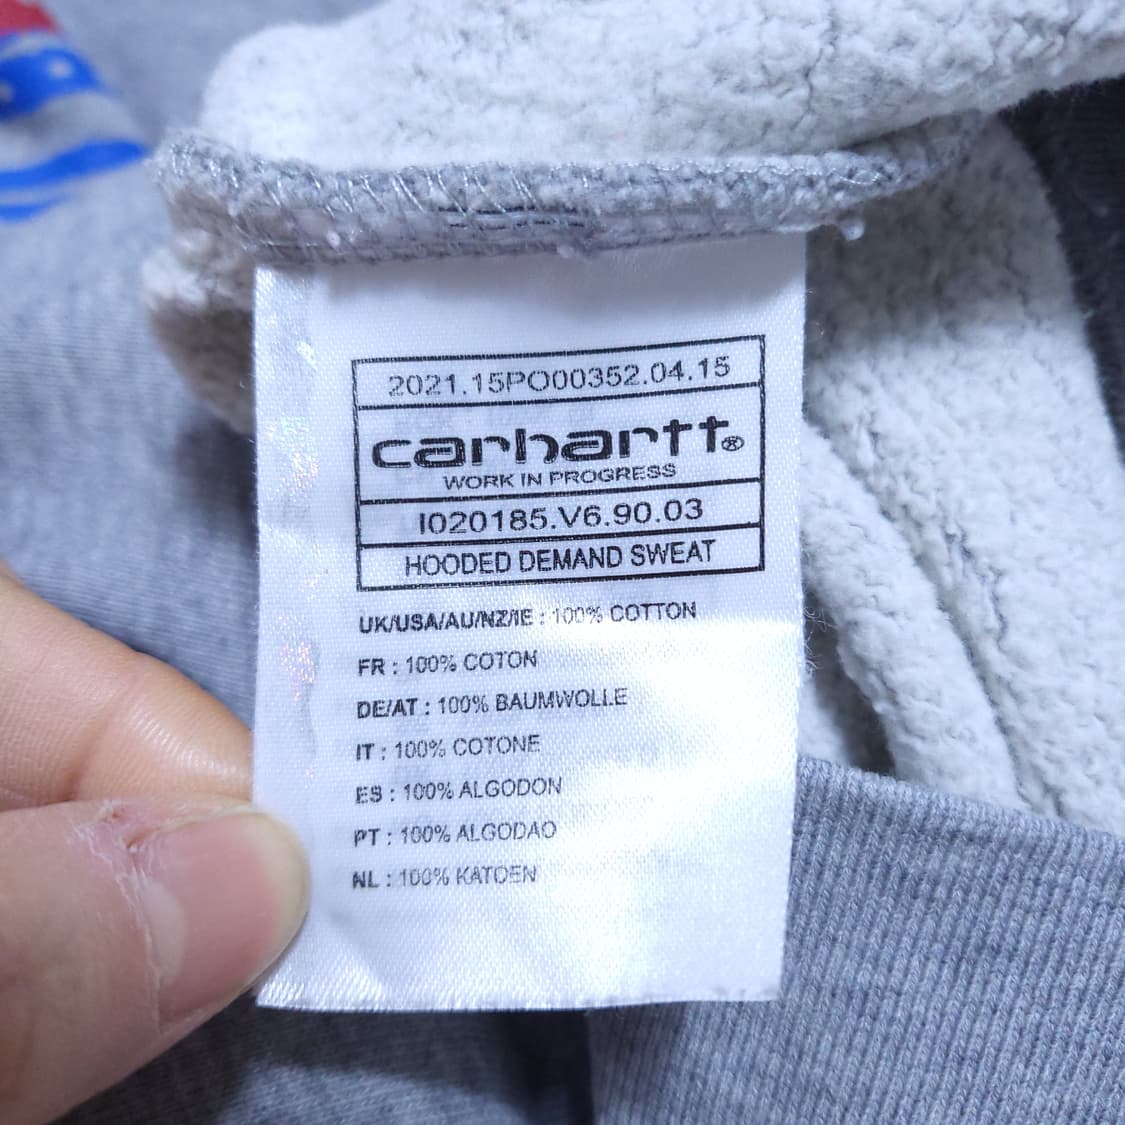 2021.15PO00352.04.15
carhartt®
WORK IN PROGRESS
I020185.V6.90.03
HOODED DEMAND SWEAT
UK/USA/AU/NZ/IE : 100% COTTON
FR : 100% COTON
DE/AT : 100% BAUMWOLLE
IT : 100% COTONE
ES : 100% ALGODON
PT : 100% ALGODAO
NL : 100% KATOEN